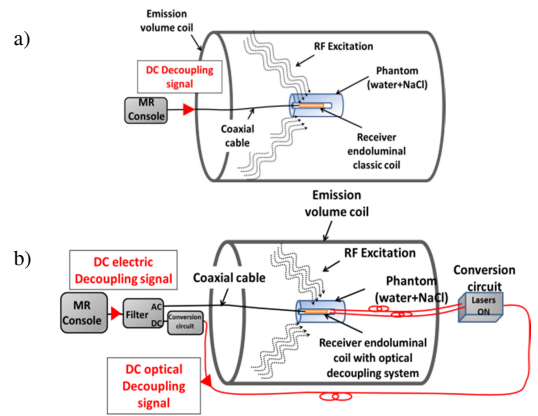 a)
Emission
volume coil
RF Excitation
DC Decoupling
signal
Phantom
(water+NaCl)
MR
Console
Coaxial
cable
Receiver
endoluminal
classic coil
Emission
volume coil
b)
DC electric
Decoupling signal
Coaxial cable
RF Excitation
Phantom
(water+NaCl)
Conversion
circuit
MR
Console
Filter
AC
DC
Conversion
circuit
Lasers
ON
Receiver endoluminal
coil with optical
decoupling system
DC optical
Decoupling
signal